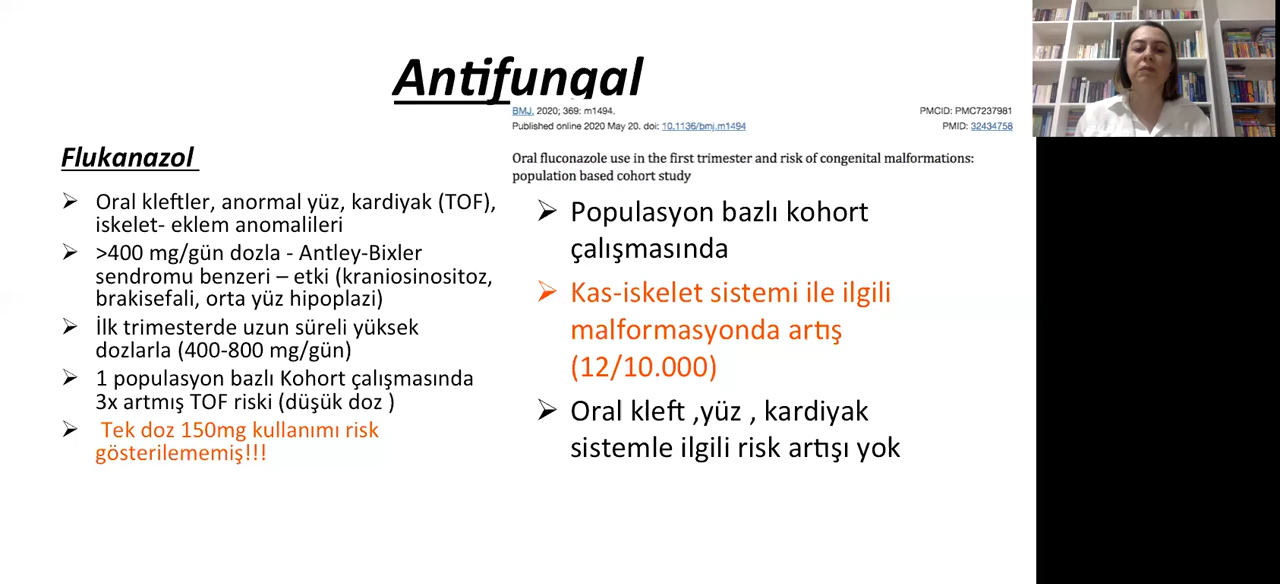 Antifungal
BMJ. 2020; 369: m1494.
PMCID: PMC7237981
Published online 2020 May 20. doi: 10.1136/bmj.m1494
PMID: 32434758
Oral fluconazole use in the first trimester and risk of congenital malformations:
population based cohort study
Flukanazol
➢ Oral kleftler, anormal yüz, kardiyak (TOF),
iskelet- eklem anomalileri
➢ >400 mg/gün dozla - Antley-Bixler
sendromu benzeri – etki (kraniosinositoz,
brakisefali, orta yüz hipoplazi)
➢ İlk trimesterde uzun süreli yüksek
dozlarla (400-800 mg/gün)
➢ 1 populasyon bazlı Kohort çalışmasında
3x artmış TOF riski (düşük doz )
➢ Tek doz 150mg kullanımı risk
gösterilememiş!!!
➢ Populasyon bazlı kohort
çalışmasında
➢ Kas-iskelet sistemi ile ilgili
malformasyonda artış
(12/10.000)
➢ Oral kleft ,yüz , kardiyak
sistemle ilgili risk artışı yok